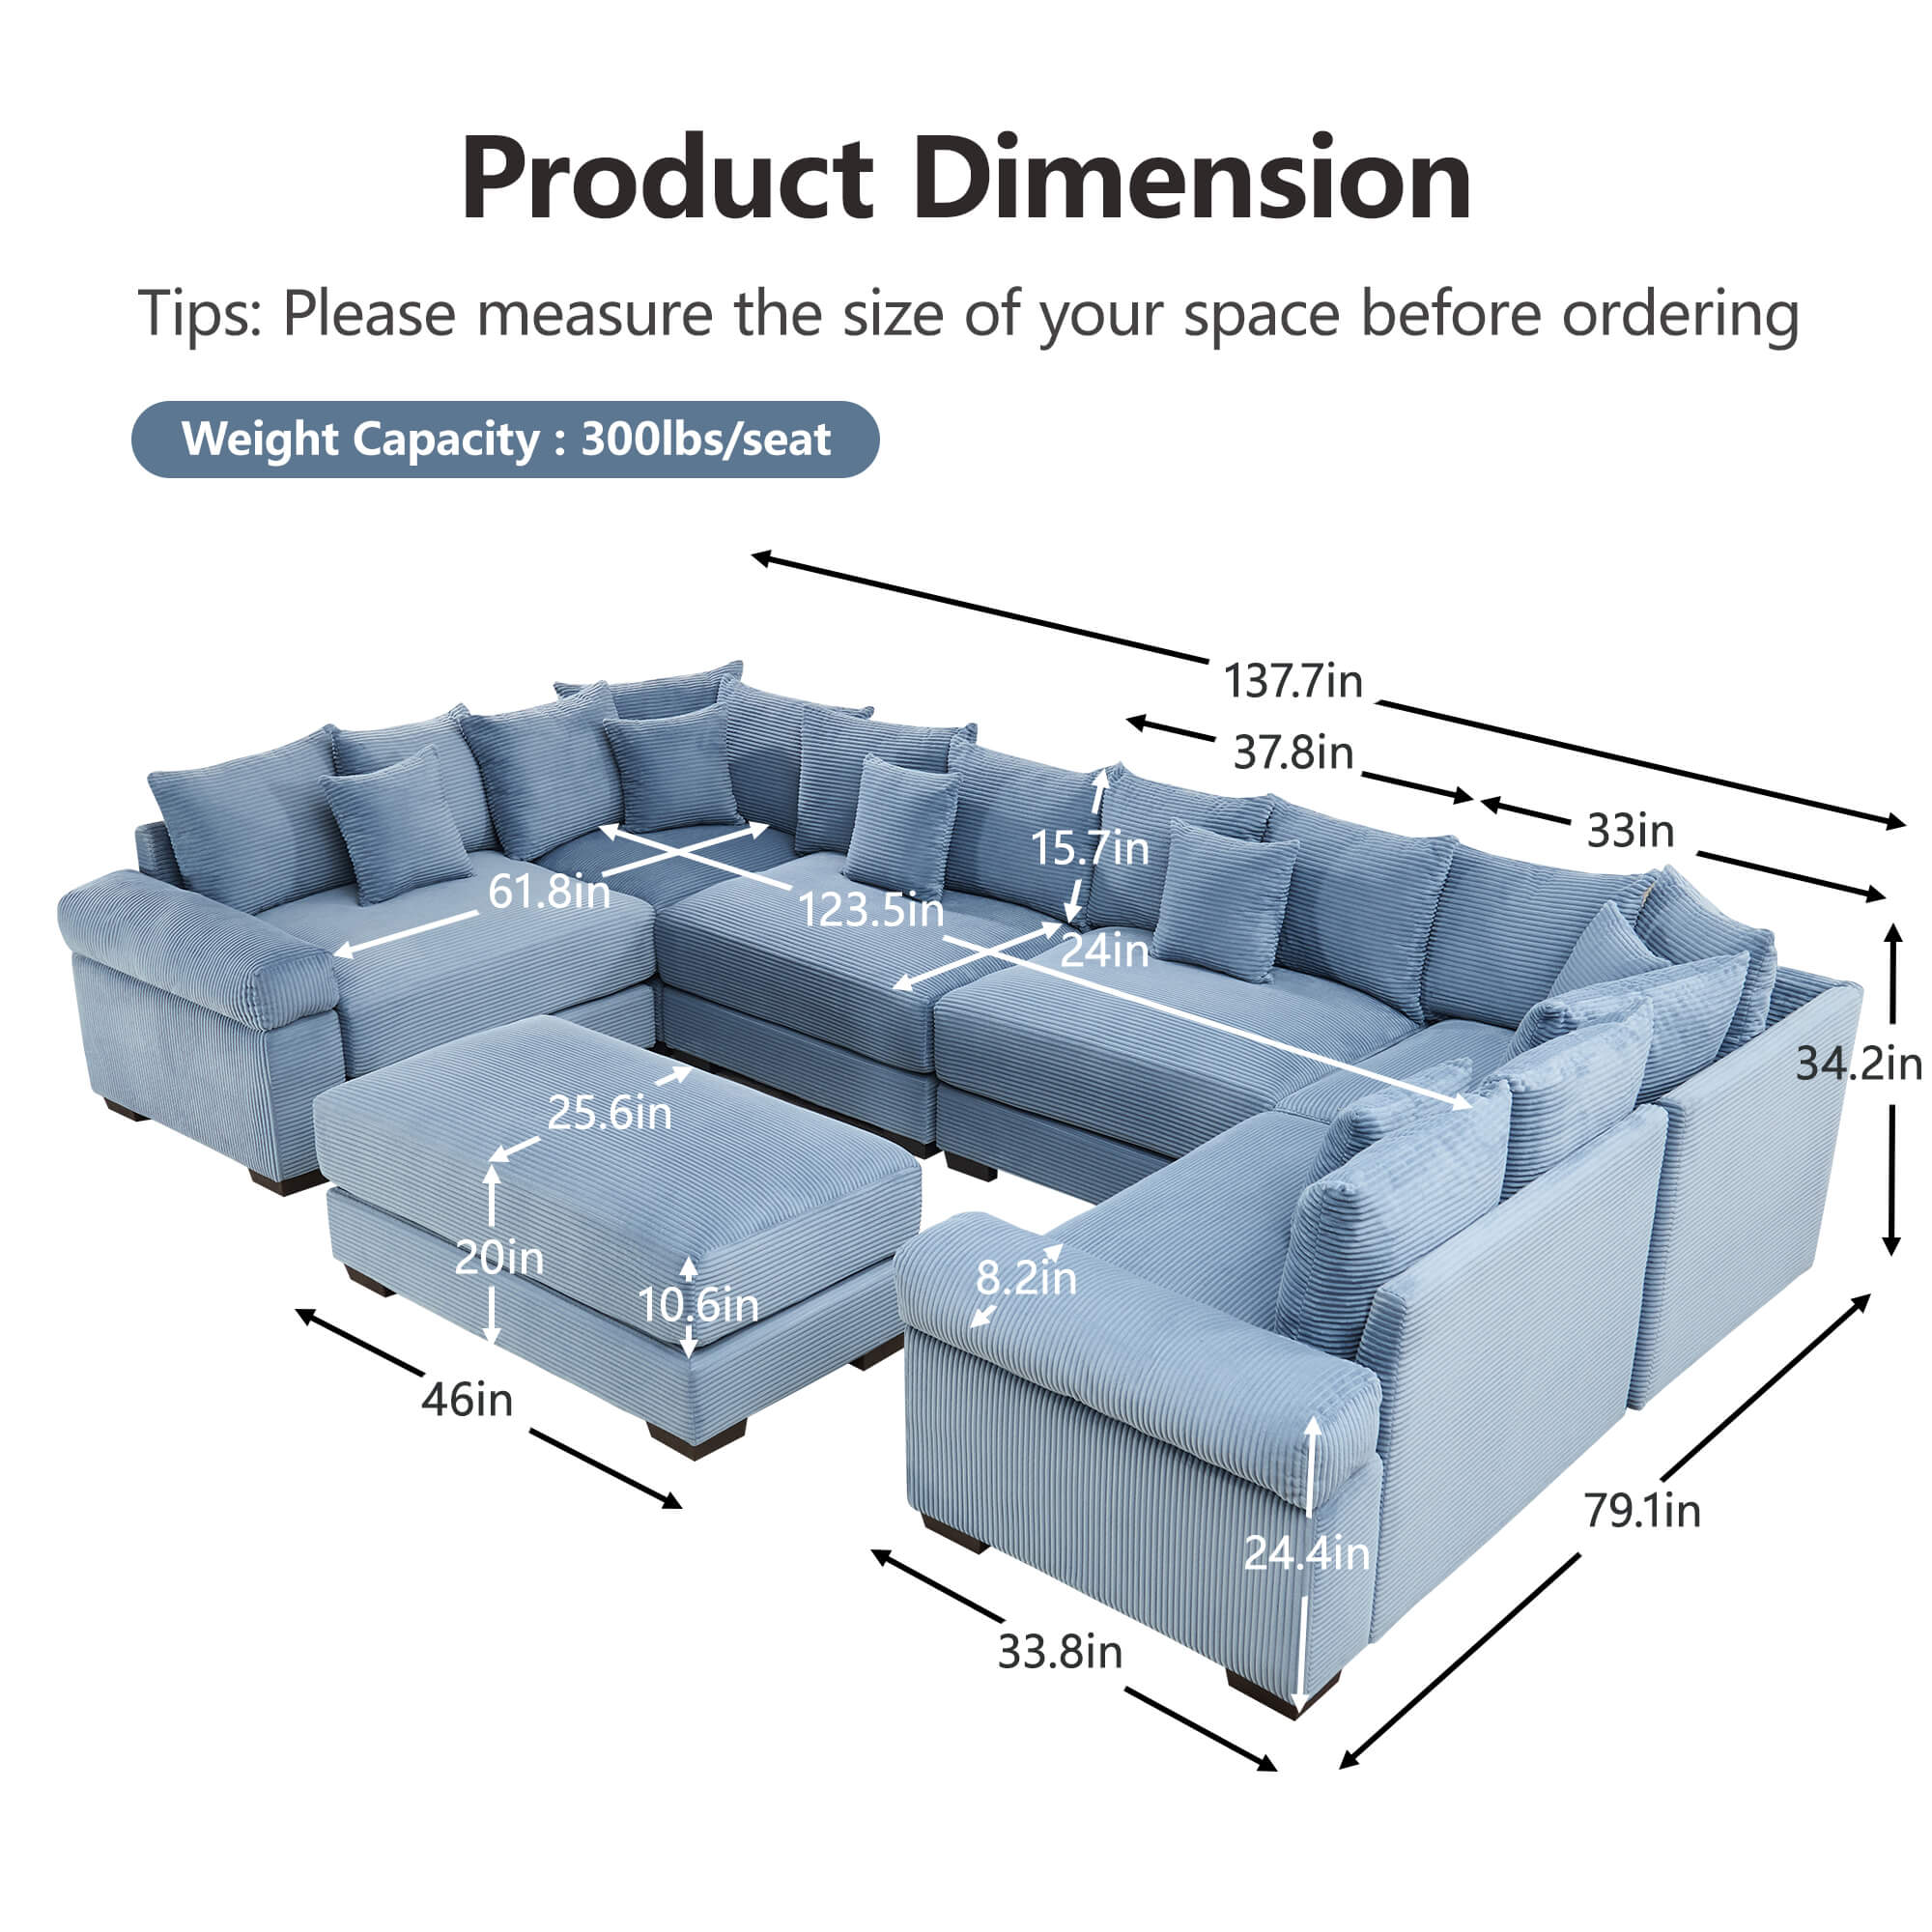 Product Dimension
Tips: Please measure the size of your space before ordering
Weight Capacity : 300lbs/seat
137.7in
37.8in
33in
15.7in
61.8in
123.5in
24in
34.2in
25.6in
20in
10.6in
8.2in
46in
79.1in
24.4in
33.8in